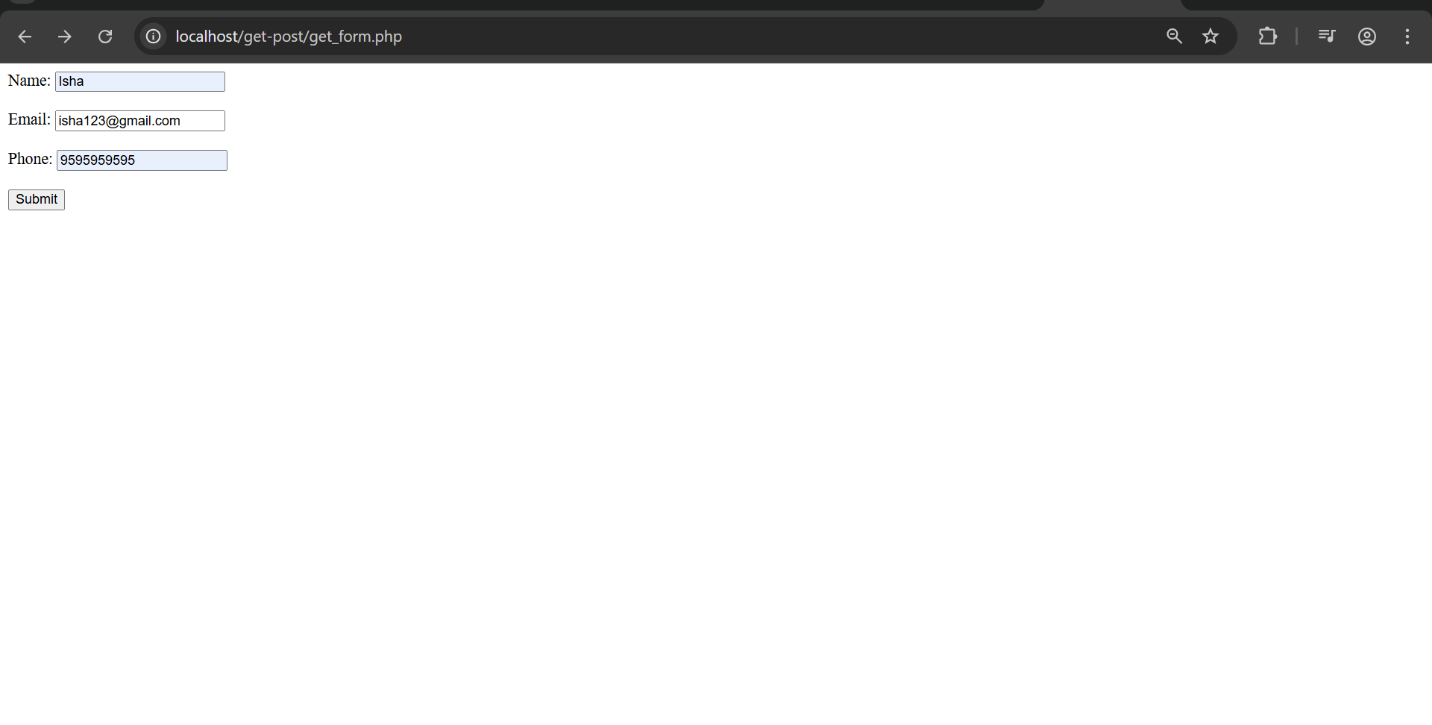 localhost/get-post/get_form.php
Name: Isha
Email: isha123@gmail.com
Phone: 9595959595
Submit